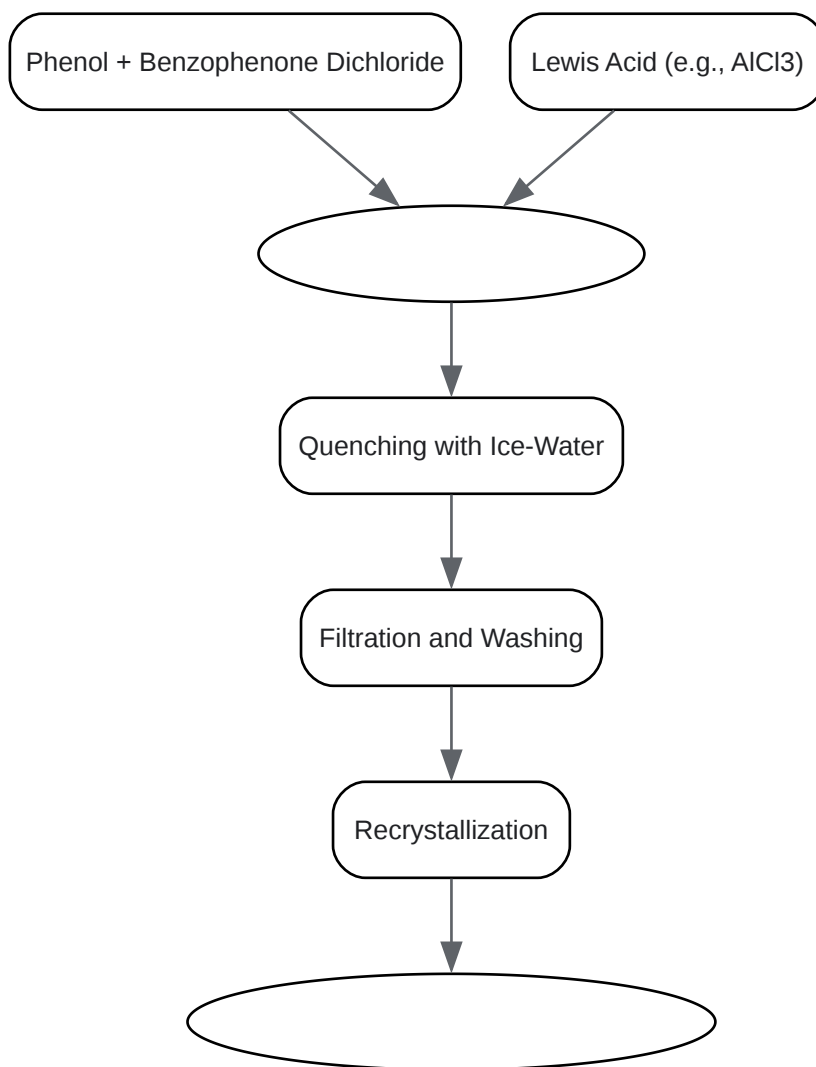 Phenol + Benzophenone Dichloride
Lewis Acid (e.g., AlCl3)
Quenching with Ice-Water
Filtration and Washing
Recrystallization